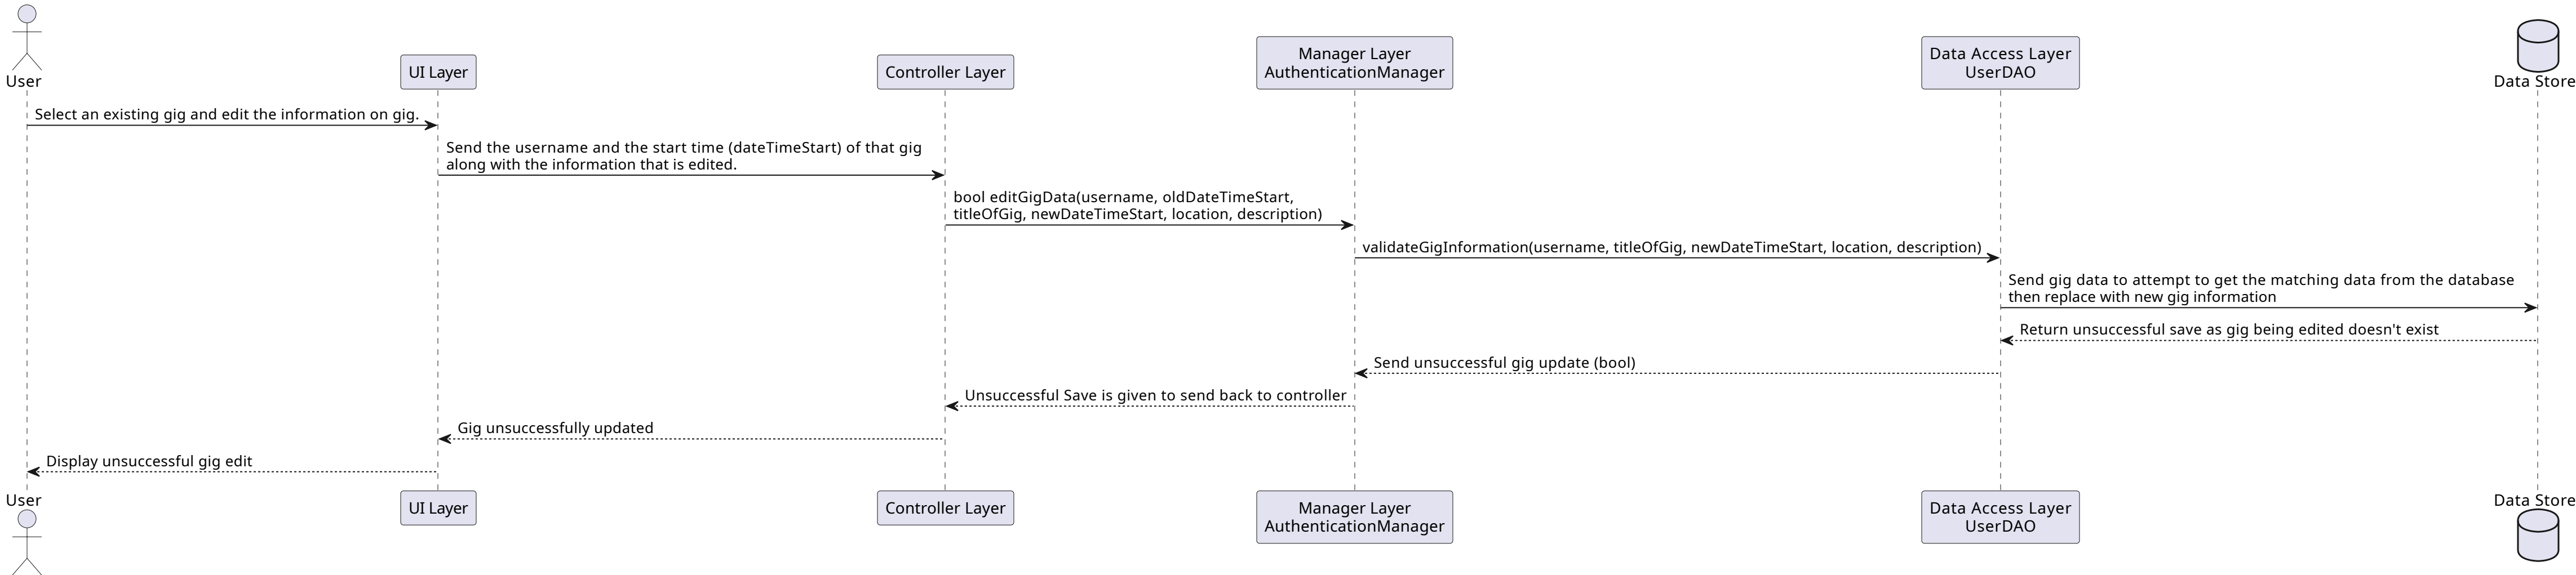 User
UI Layer
Controller Layer
Manager Layer
AuthenticationManager
Data Access Layer
UserDAO
Data Store
Select an existing gig and edit the information on gig.
Send the username and the start time (dateTimeStart) of that gig
along with the information that is edited.
bool editGigData(username, oldDateTimeStart,
titleOfGig, newDateTimeStart, location, description)
validateGigInformation(username, titleOfGig, newDateTimeStart, location, description)
Send gig data to attempt to get the matching data from the database
then replace with new gig information
Return unsuccessful save as gig being edited doesn't exist
Send unsuccessful gig update (bool)
Unsuccessful Save is given to send back to controller
Gig unsuccessfully updated
Display unsuccessful gig edit
User
UI Layer
Controller Layer
Manager Layer
AuthenticationManager
Data Access Layer
UserDAO
Data Store